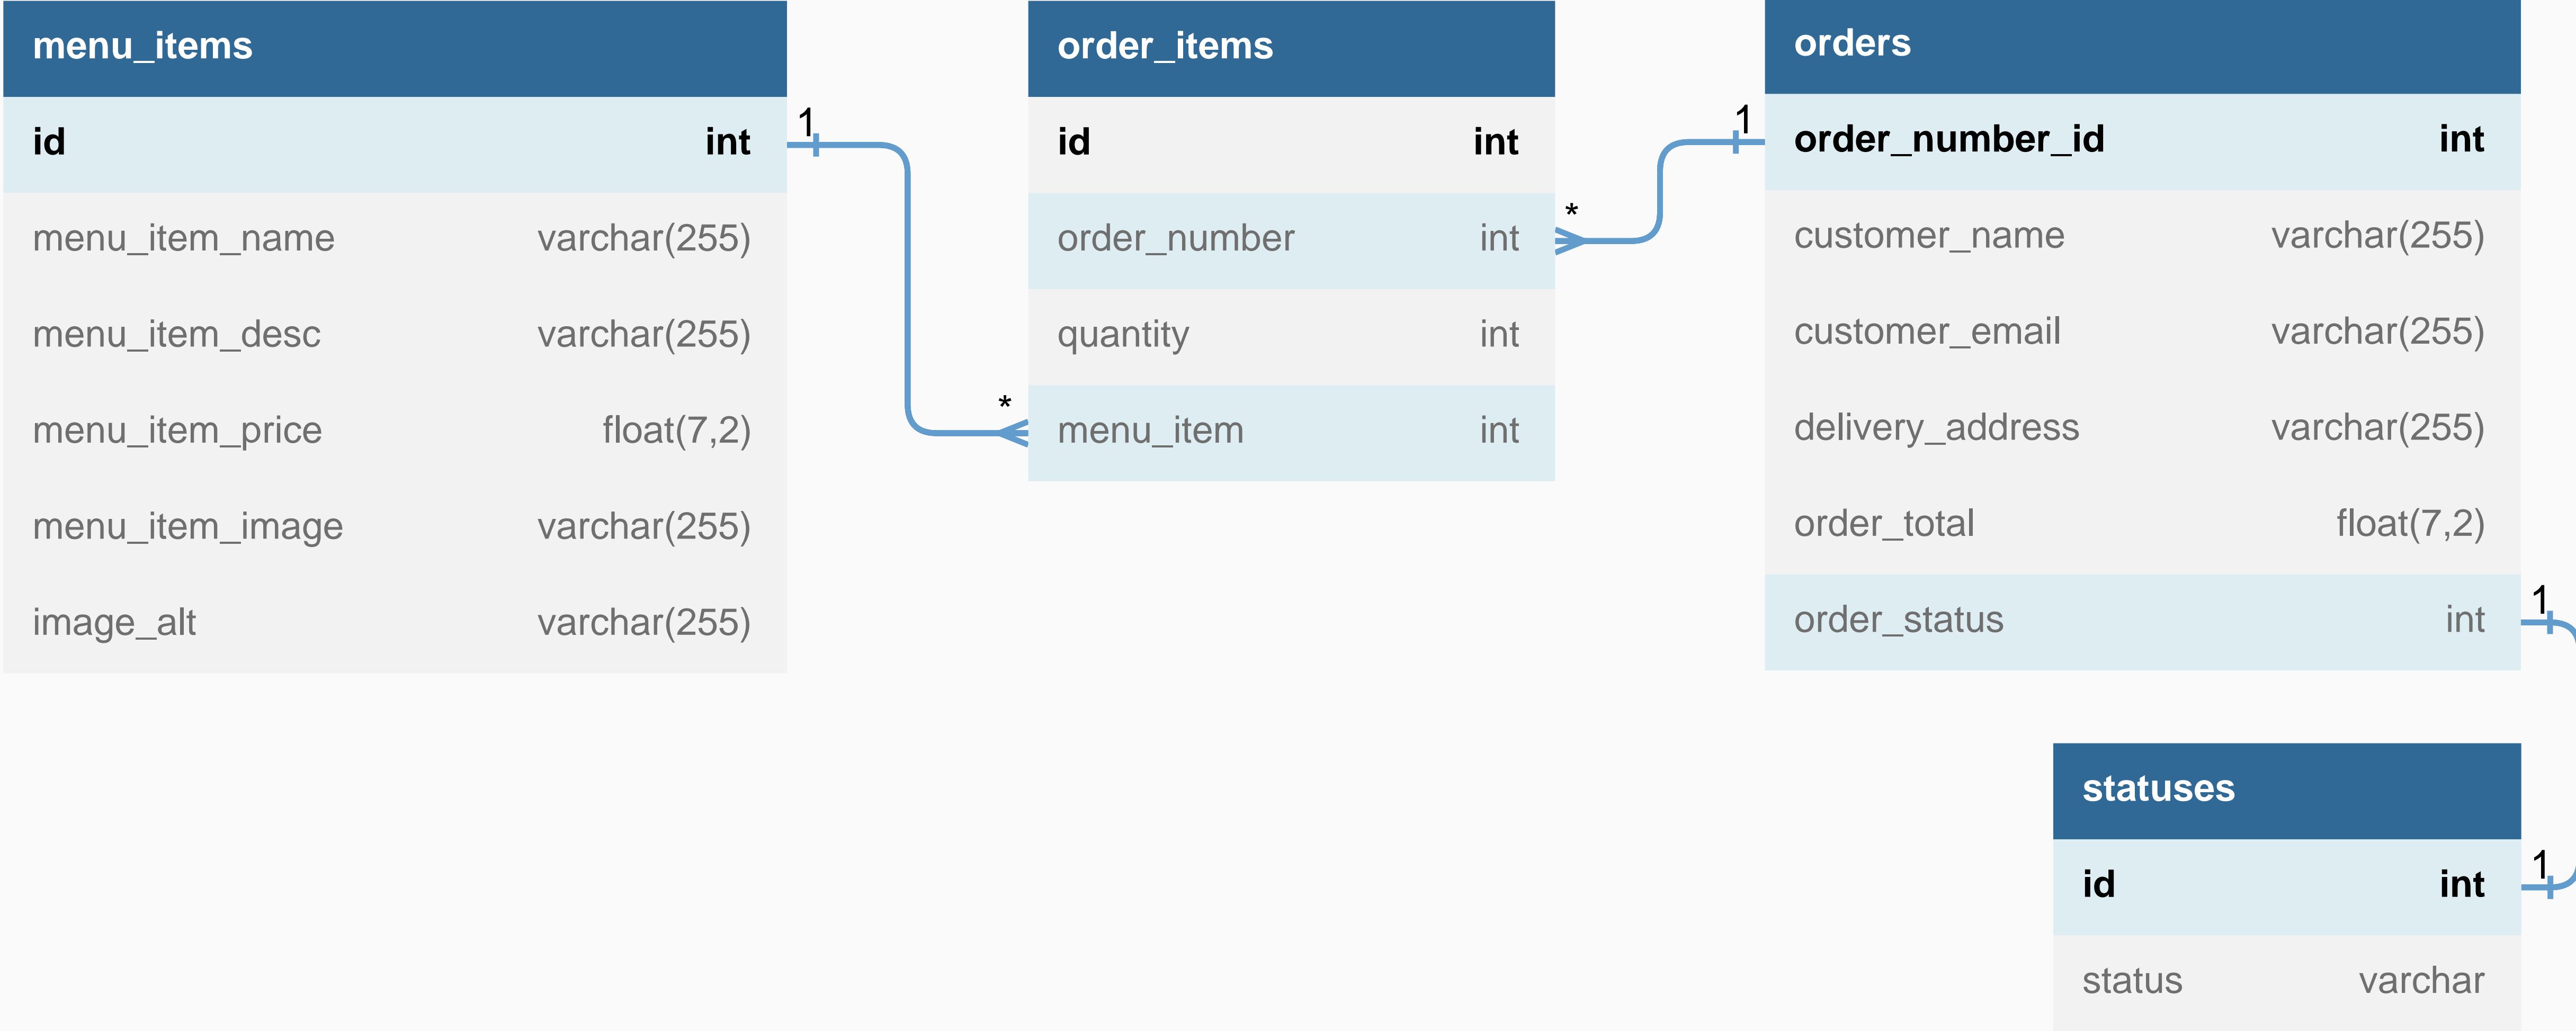 menu_items
id int
menu_item_name varchar(255)
menu_item_desc varchar(255)
menu_item_price float(7,2)
menu_item_image varchar(255)
image_alt varchar(255)
1
*
order_items
id int
order_number int
quantity int
menu_item int
*
1
orders
order_number_id int
customer_name varchar(255)
customer_email varchar(255)
delivery_address varchar(255)
order_total float(7,2)
order_status int
1
statuses
id int
status varchar
1